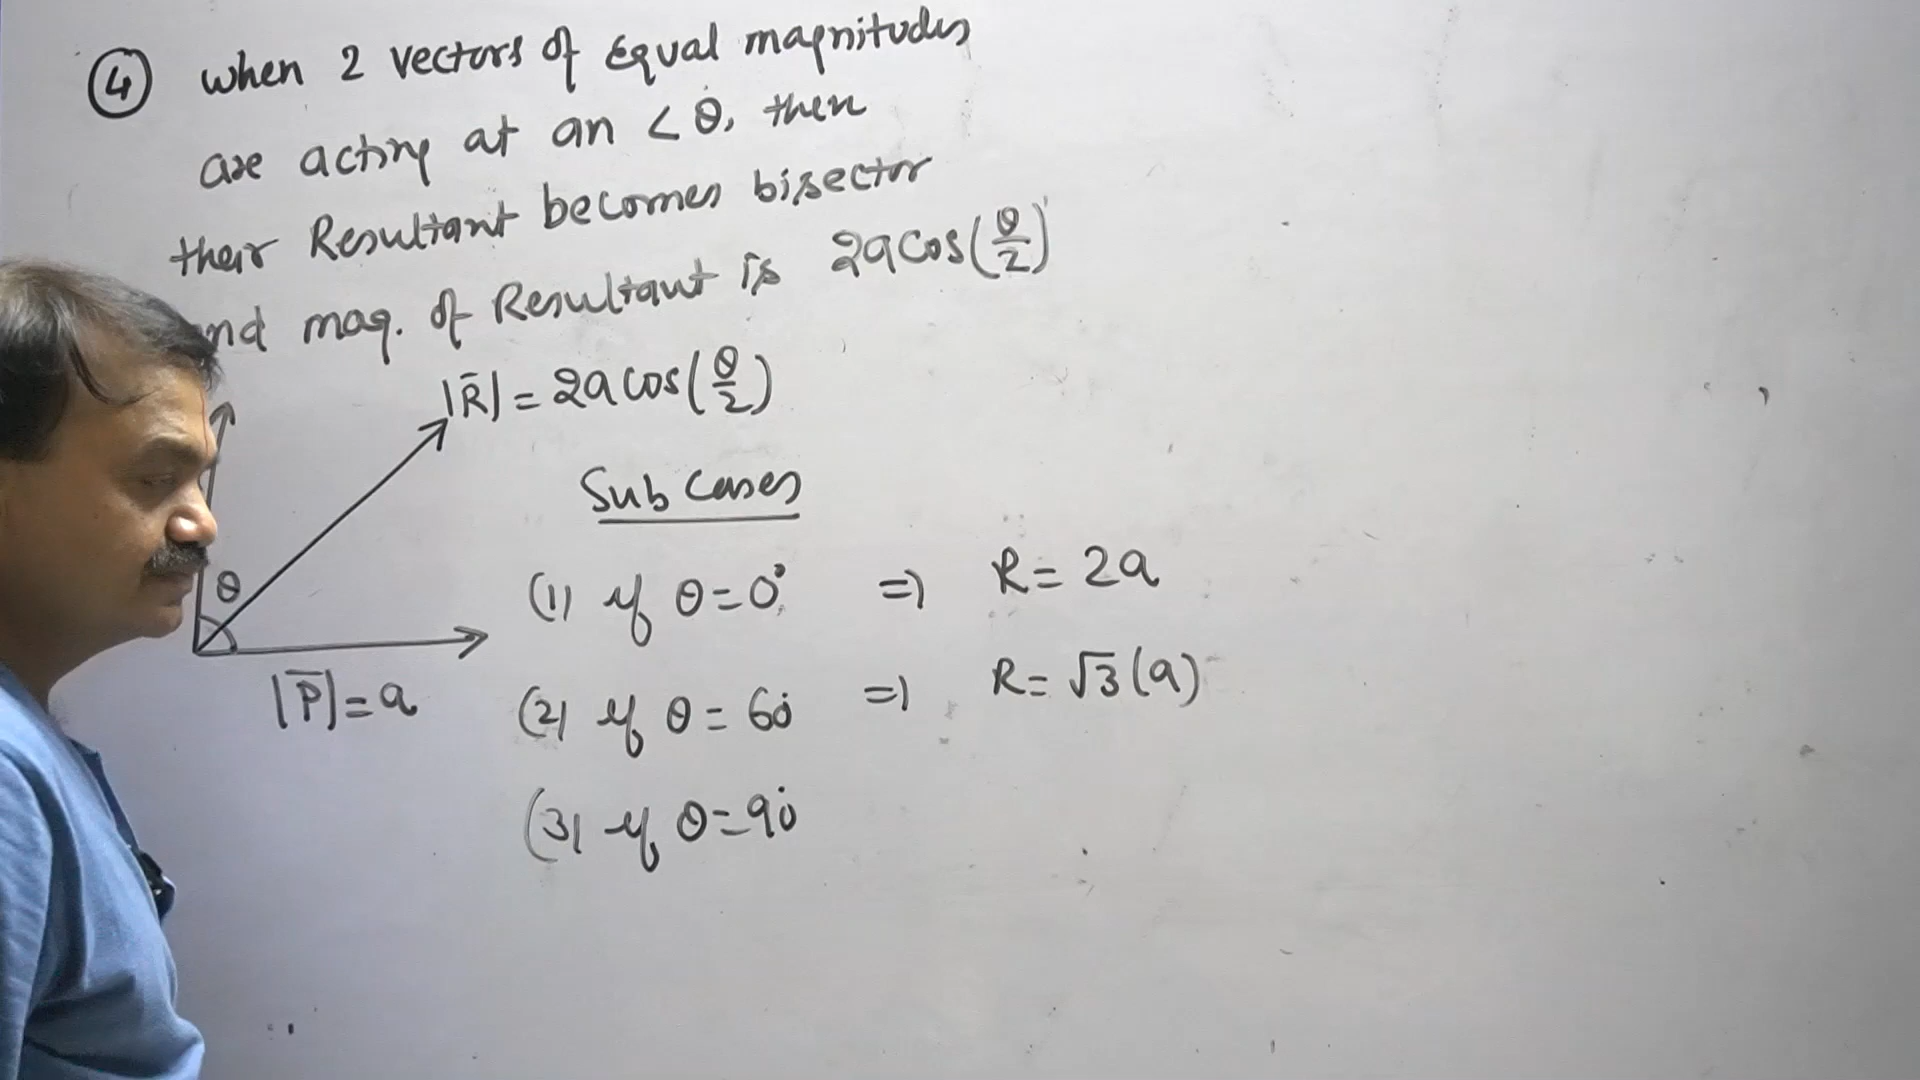 ④ when 2 vectors of Equal magnitudes
are acting at an < θ, then
their Resultant becomes bisector
and mag. of Resultant is 2a cos(θ/2)
|R̄| = 2a cos(θ/2)
Sub Cases
θ
(1) if θ = 0° => R = 2a
|P̄| = a
(2) if θ = 60° => R = √3(a)
(3) if θ = 90°